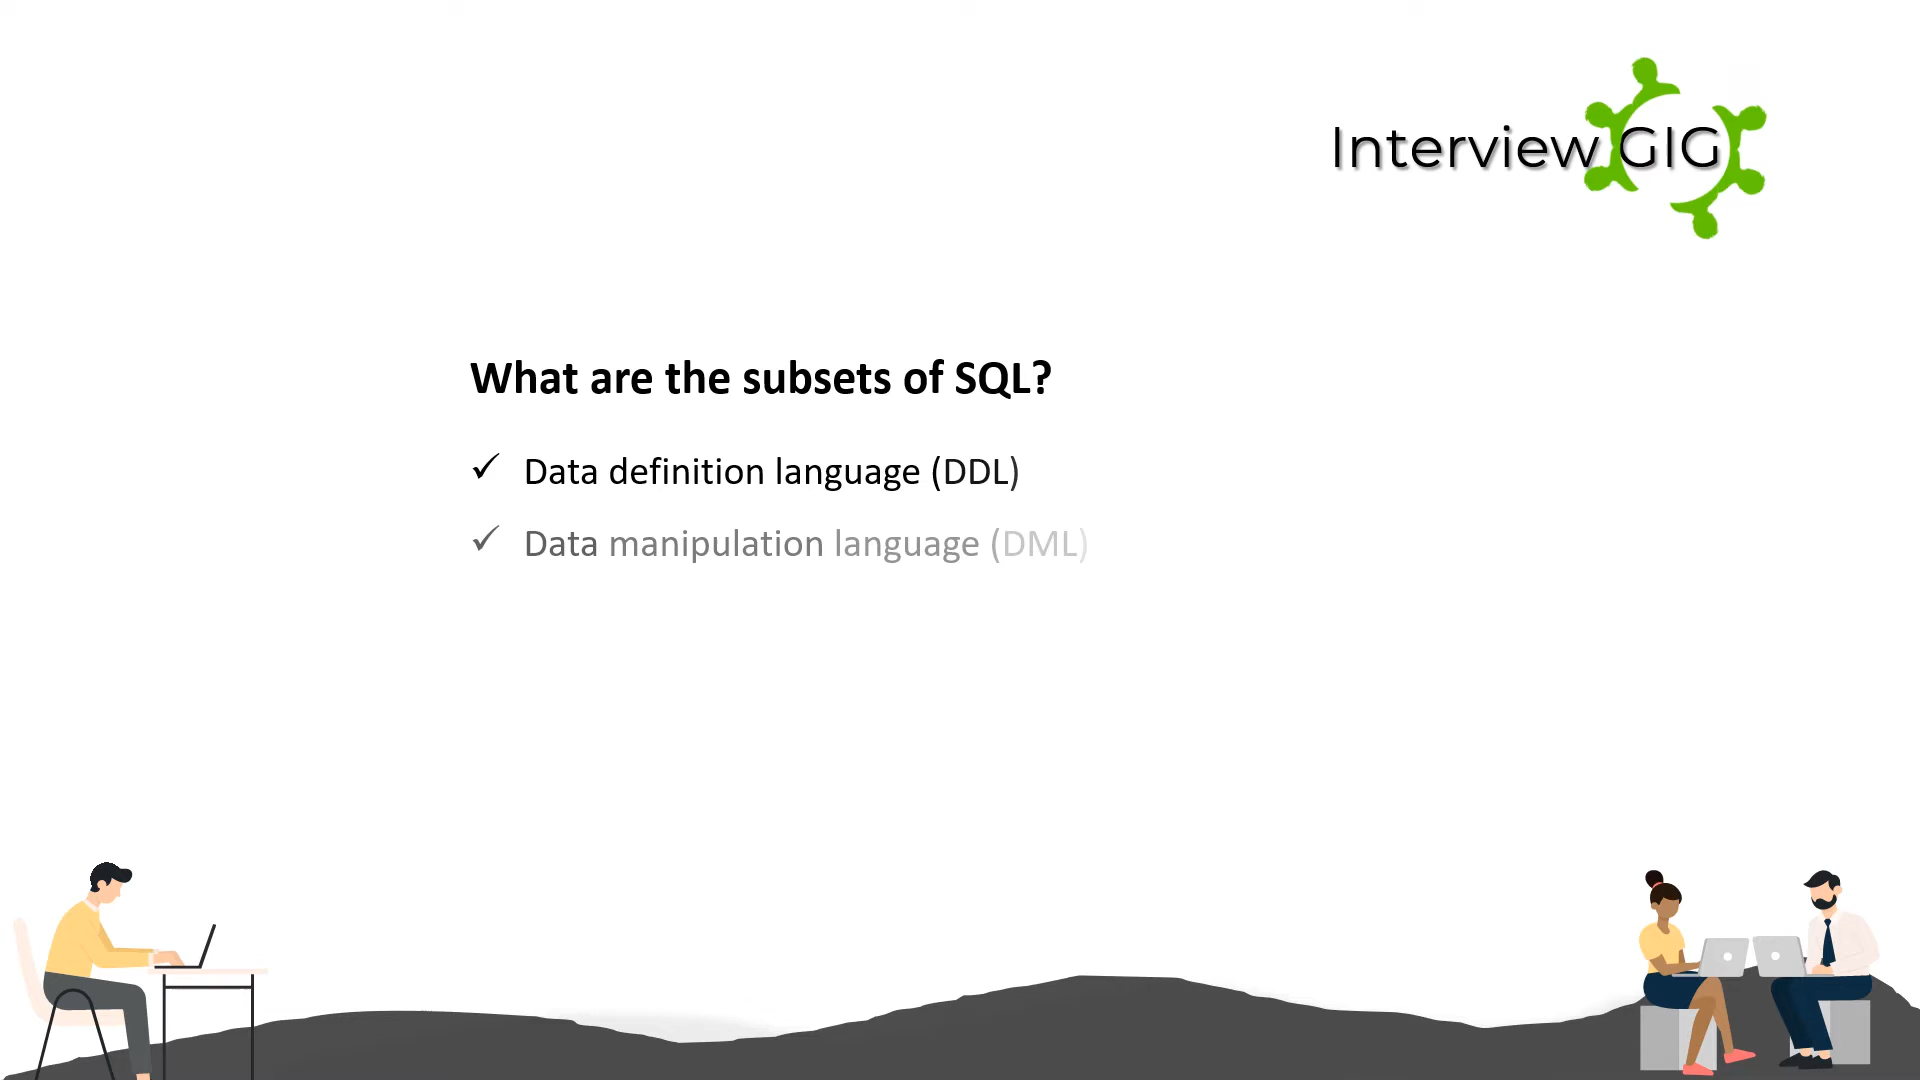 Interview GIG
What are the subsets of SQL?
✓ Data definition language (DDL)
✓ Data manipulation language (DML)